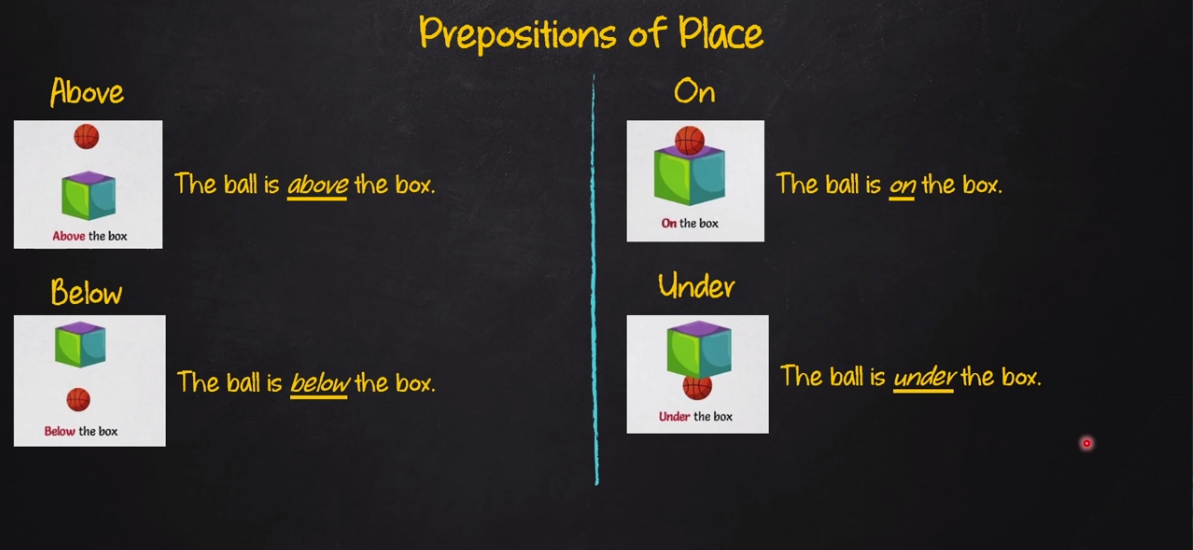 Prepositions of Place
Above
The ball is above the box.
Above the box
Below
The ball is below the box.
Below the box
On
The ball is on the box.
On the box
Under
The ball is under the box.
Under the box